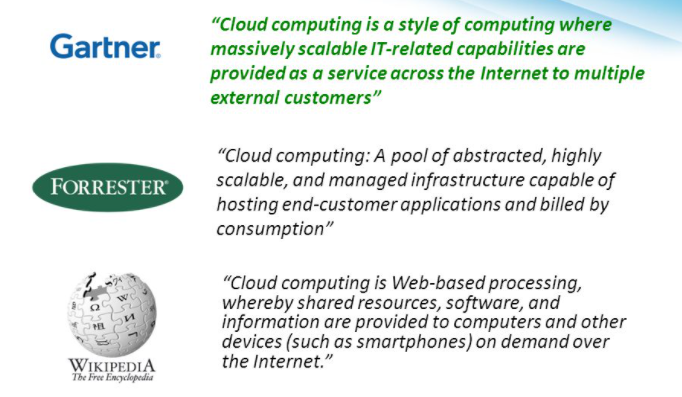 Gartner.
“Cloud computing is a style of computing where
massively scalable IT-related capabilities are
provided as a service across the Internet to multiple
external customers”
FORRESTER®
“Cloud computing: A pool of abstracted, highly
scalable, and managed infrastructure capable of
hosting end-customer applications and billed by
consumption”
“Cloud computing is Web-based processing,
whereby shared resources, software, and
information are provided to computers and other
devices (such as smartphones) on demand over
the Internet.”
Ω W
И
WIKIPEDIA
The Free Encyclopedia